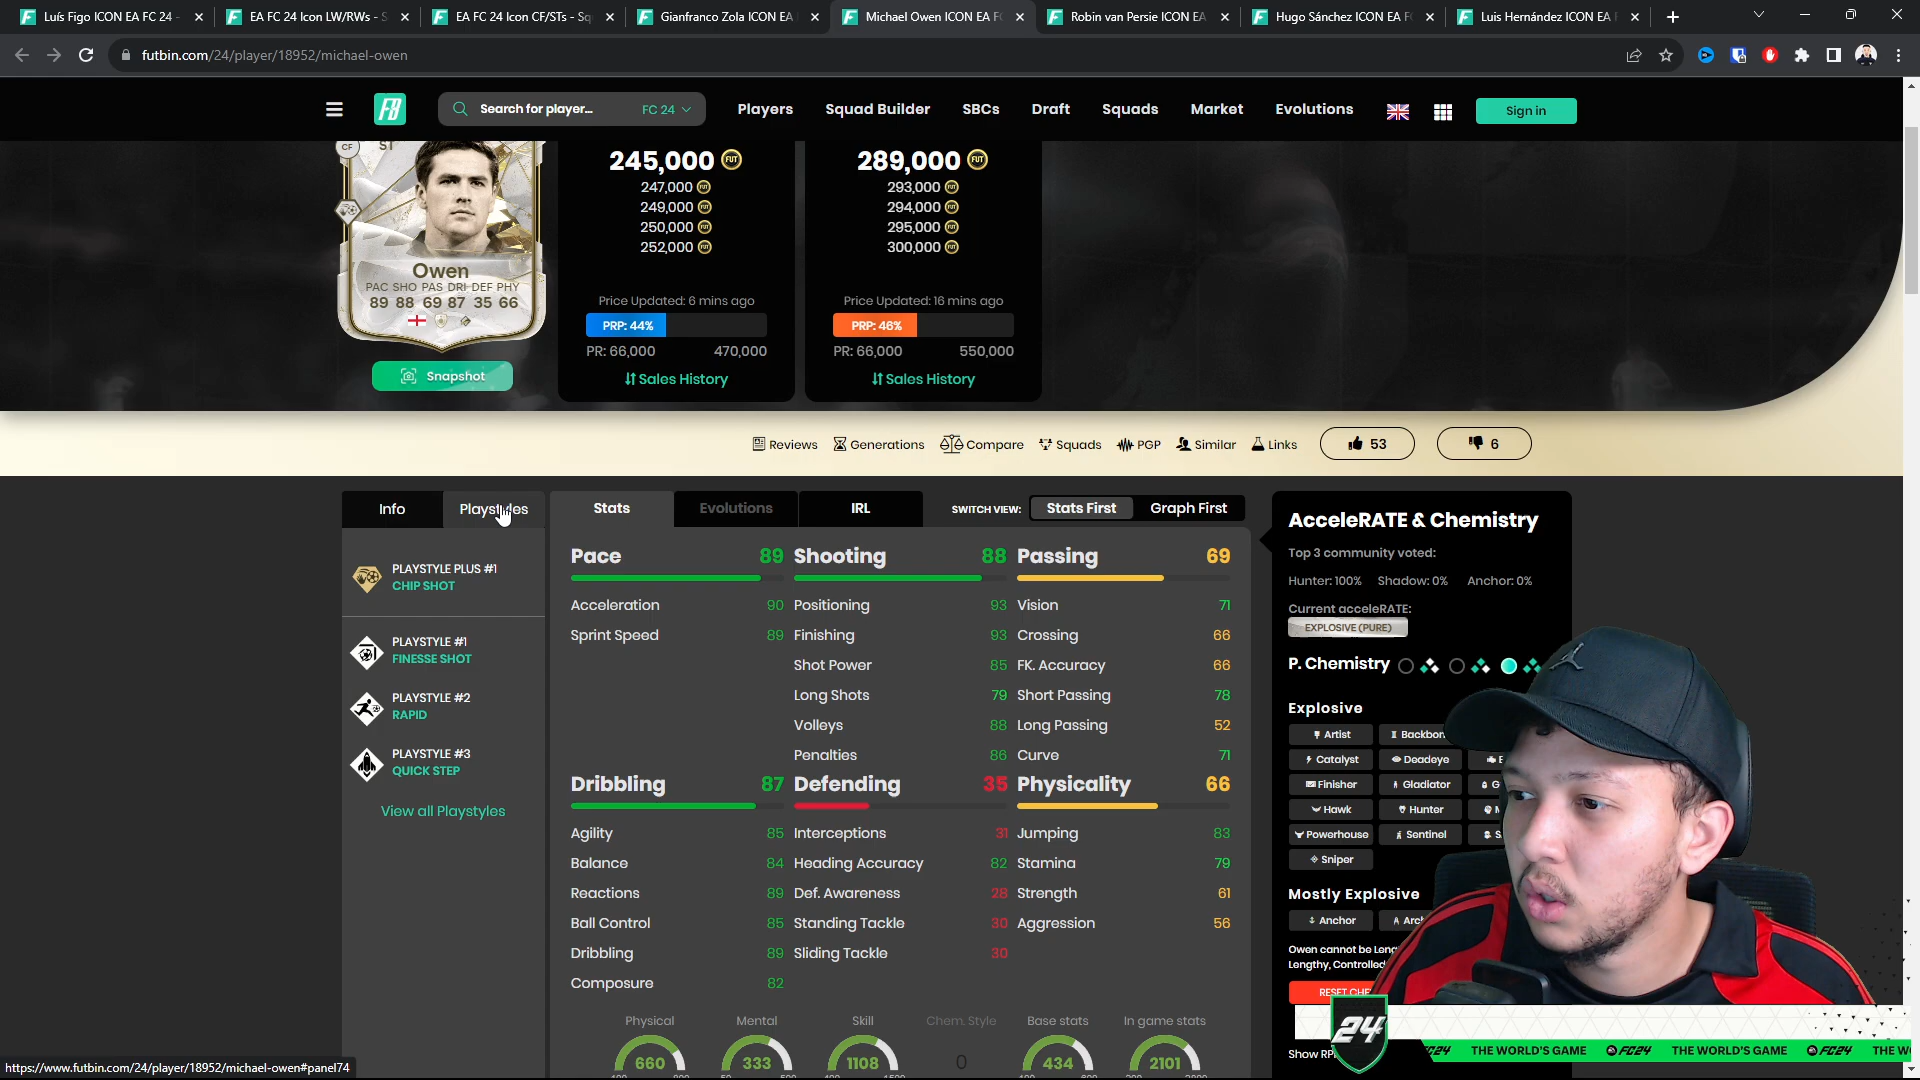 Luís Figo ICON EA FC 24 -
EA FC 24 Icon LW/RWs - S
EA FC 24 Icon CF/STs - Sq
Gianfranco Zola ICON EA
Michael Owen ICON EA FC
Robin van Persie ICON EA
Hugo Sánchez ICON EA FC
Luis Hernández ICON EA
futbin.com/24/player/18952/michael-owen
FB
Search for player...
FC 24
Players
Squad Builder
SBCs
Draft
Squads
Market
Evolutions
Sign in
CF
ST
Owen
PAC SHO PAS DRI DEF PHY
89 88 69 87 35 66
Snapshot
245,000
247,000
249,000
250,000
252,000
Price Updated: 6 mins ago
PRP: 44%
PR: 66,000 470,000
Sales History
289,000
293,000
294,000
295,000
300,000
Price Updated: 16 mins ago
PRP: 46%
PR: 66,000 550,000
Sales History
Reviews
Generations
Compare
Squads
PGP
Similar
Links
53
6
Info
Playstyles
PLAYSTYLE PLUS #1
CHIP SHOT
PLAYSTYLE #1
FINESSE SHOT
PLAYSTYLE #2
RAPID
PLAYSTYLE #3
QUICK STEP
View all Playstyles
Stats
Evolutions
IRL
SWITCH VIEW:
Stats First
Graph First
Pace 89
Acceleration 90
Sprint Speed 89
Shooting 88
Positioning 93
Finishing 93
Shot Power 85
Long Shots 79
Volleys 88
Penalties 86
Passing 69
Vision 71
Crossing 66
FK. Accuracy 66
Short Passing 78
Long Passing 52
Curve 71
Dribbling 87
Agility 85
Balance 84
Reactions 89
Ball Control 85
Dribbling 89
Composure 82
Defending 35
Interceptions 31
Heading Accuracy 82
Def. Awareness 28
Standing Tackle 30
Sliding Tackle 30
Physicality 66
Jumping 83
Stamina 79
Strength 61
Aggression 56
Physical
660
Mental
333
Skill
1108
Chem. Style
0
Base stats
434
In game stats
2101
AcceleRATE & Chemistry
Top 3 community voted:
Hunter: 100% Shadow: 0% Anchor: 0%
Current acceleRATE:
EXPLOSIVE (PURE)
P. Chemistry
Explosive
Artist
Backbon
Catalyst
Deadeye
Finisher
Gladiator
Hawk
Hunter
Powerhouse
Sentinel
Sniper
Mostly Explosive
Anchor
Owen cannot be Leng
Lengthy, Controlled
RESET CHE
24
THE WORLD'S GAME
EA FC24
THE WORLD'S GAME
EA FC24
https://www.futbin.com/24/player/18952/michael-owen#panel74